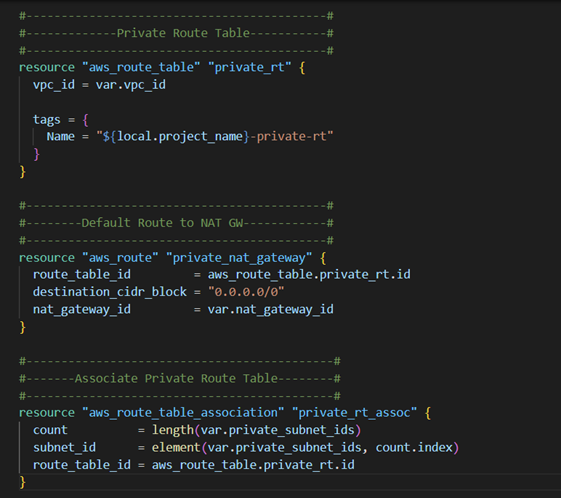 #-------------------------------------------#
#-------------Private Route Table-----------#
#-------------------------------------------#
resource "aws_route_table" "private_rt" {
  vpc_id = var.vpc_id

  tags = {
    Name = "${local.project_name}-private-rt"
  }
}

#-------------------------------------------#
#--------Default Route to NAT GW------------#
#-------------------------------------------#
resource "aws_route" "private_nat_gateway" {
  route_table_id         = aws_route_table.private_rt.id
  destination_cidr_block = "0.0.0.0/0"
  nat_gateway_id         = var.nat_gateway_id
}

#--------------------------------------------#
#-------Associate Private Route Table--------#
#--------------------------------------------#
resource "aws_route_table_association" "private_rt_assoc" {
  count          = length(var.private_subnet_ids)
  subnet_id      = element(var.private_subnet_ids, count.index)
  route_table_id = aws_route_table.private_rt.id
}